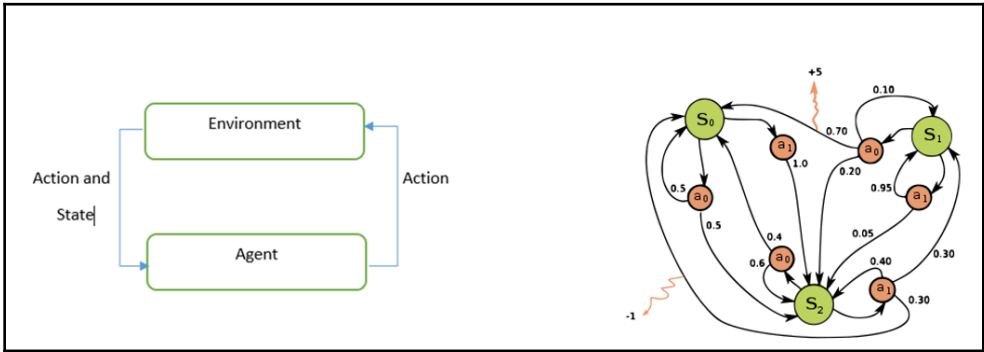 Environment
Action and
State
Action
Agent
+5
0.10
S0
0.70
S1
a1
a0
1.0
0.20
0.5
a0
0.95
a1
0.5
0.05
0.4
a0
0.6
0.40
0.30
a1
S2
0.30
-1